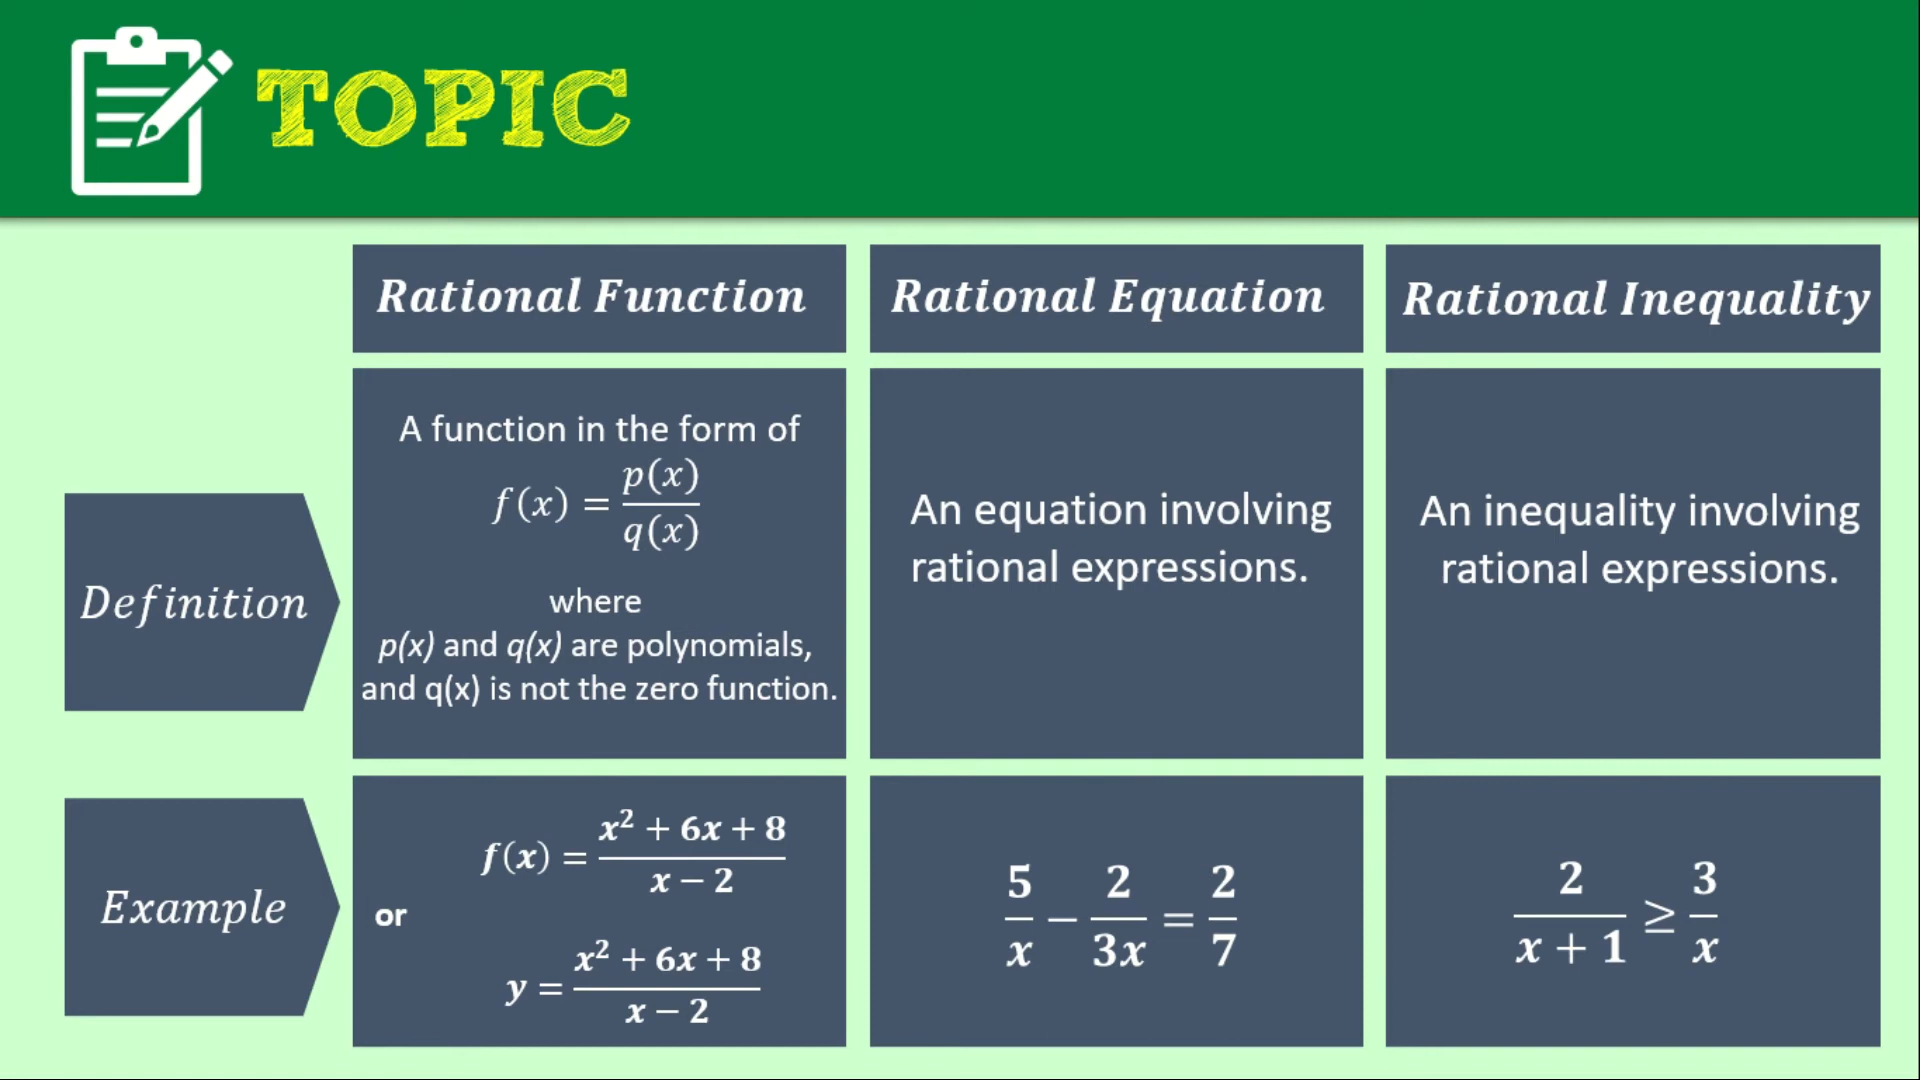 TOPIC
Rational Function
Rational Equation
Rational Inequality
Definition
A function in the form of
f(x) = p(x)/q(x)
where
p(x) and q(x) are polynomials,
and q(x) is not the zero function.
An equation involving
rational expressions.
An inequality involving
rational expressions.
Example
f(x) = (x² + 6x + 8)/(x − 2)
or
y = (x² + 6x + 8)/(x − 2)
5/x − 2/3x = 2/7
2/(x + 1) ≥ 3/x